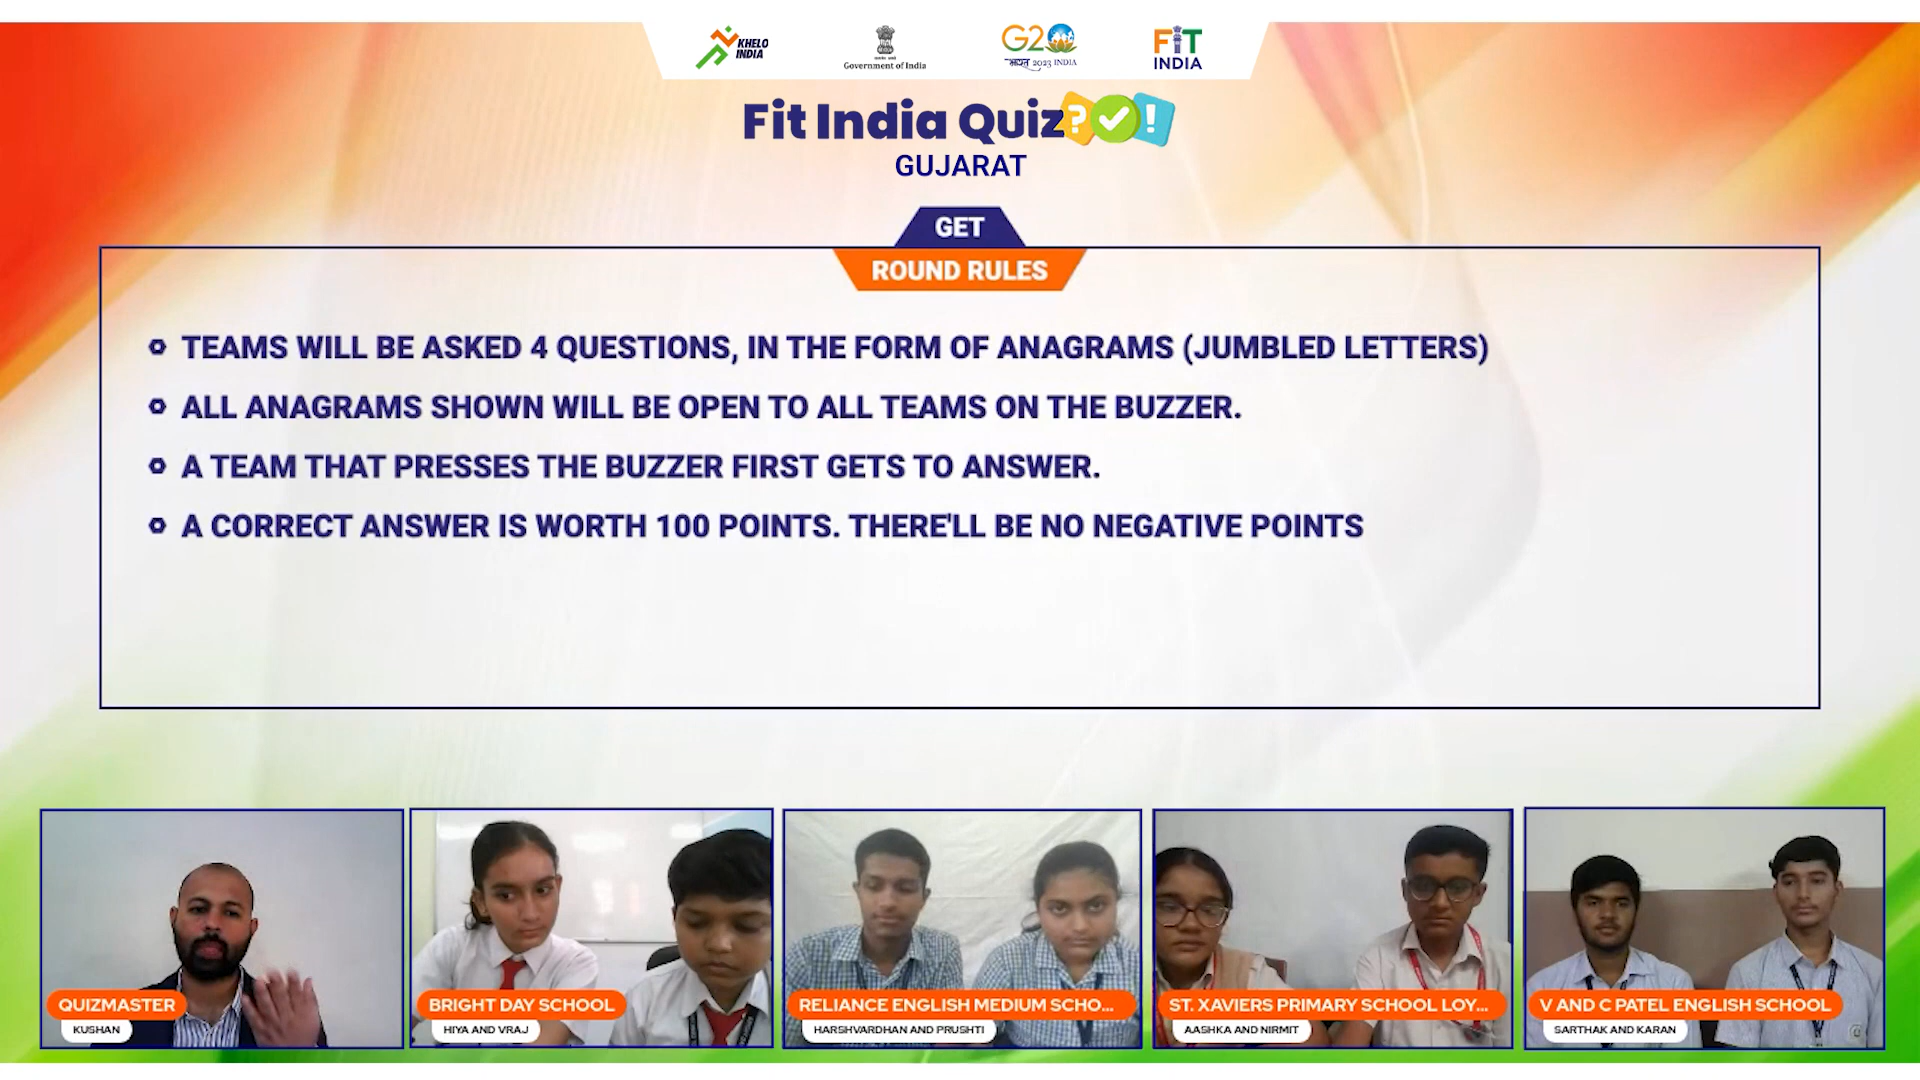 KHELO
INDIA
Government of India
G20
भारत 2023 INDIA
FIT
INDIA
Fit India Quiz?!
GUJARAT
GET
ROUND RULES
TEAMS WILL BE ASKED 4 QUESTIONS, IN THE FORM OF ANAGRAMS (JUMBLED LETTERS)
ALL ANAGRAMS SHOWN WILL BE OPEN TO ALL TEAMS ON THE BUZZER.
A TEAM THAT PRESSES THE BUZZER FIRST GETS TO ANSWER.
A CORRECT ANSWER IS WORTH 100 POINTS. THERE'LL BE NO NEGATIVE POINTS
QUIZMASTER
KUSHAN
BRIGHT DAY SCHOOL
HIYA AND VRAJ
RELIANCE ENGLISH MEDIUM SCHO...
HARSHVARDHAN AND PRUSHTI
ST. XAVIERS PRIMARY SCHOOL LOY...
AASHKA AND NIRMIT
V AND C PATEL ENGLISH SCHOOL
SARTHAK AND KARAN